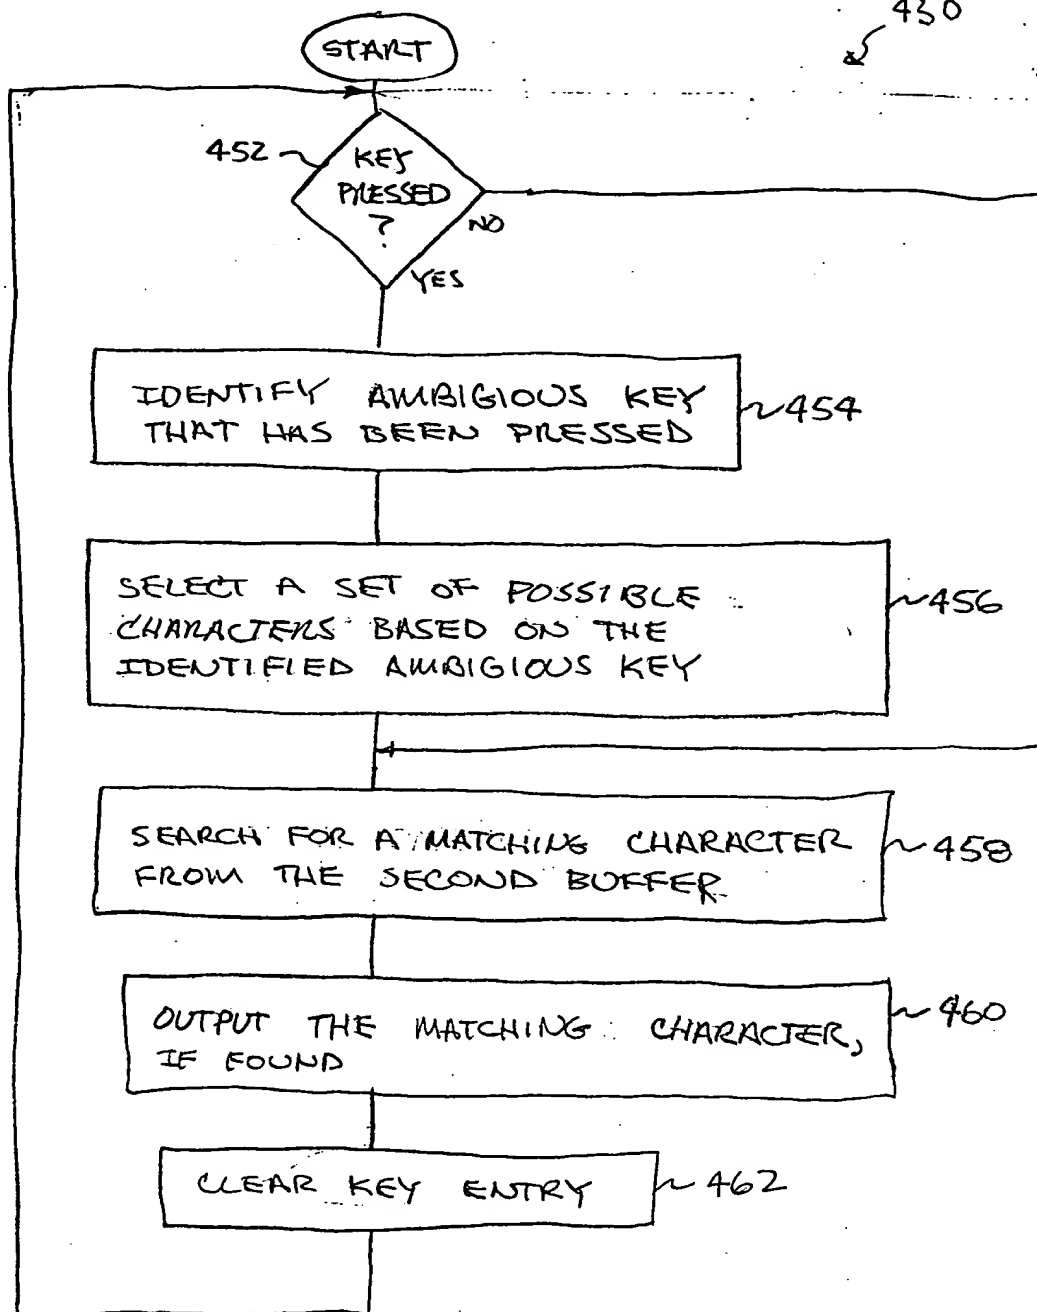 430
START
452
KEY
PRESSED
?
NO
YES
IDENTIFY AMBIGIOUS KEY
THAT HAS BEEN PRESSED
454
SELECT A SET OF POSSIBLE
CHARACTERS BASED ON THE
IDENTIFIED AMBIGIOUS KEY
456
SEARCH FOR A MATCHING CHARACTER
FROM THE SECOND BUFFER
458
OUTPUT THE MATCHING CHARACTER,
IF FOUND
460
CLEAR KEY ENTRY
462